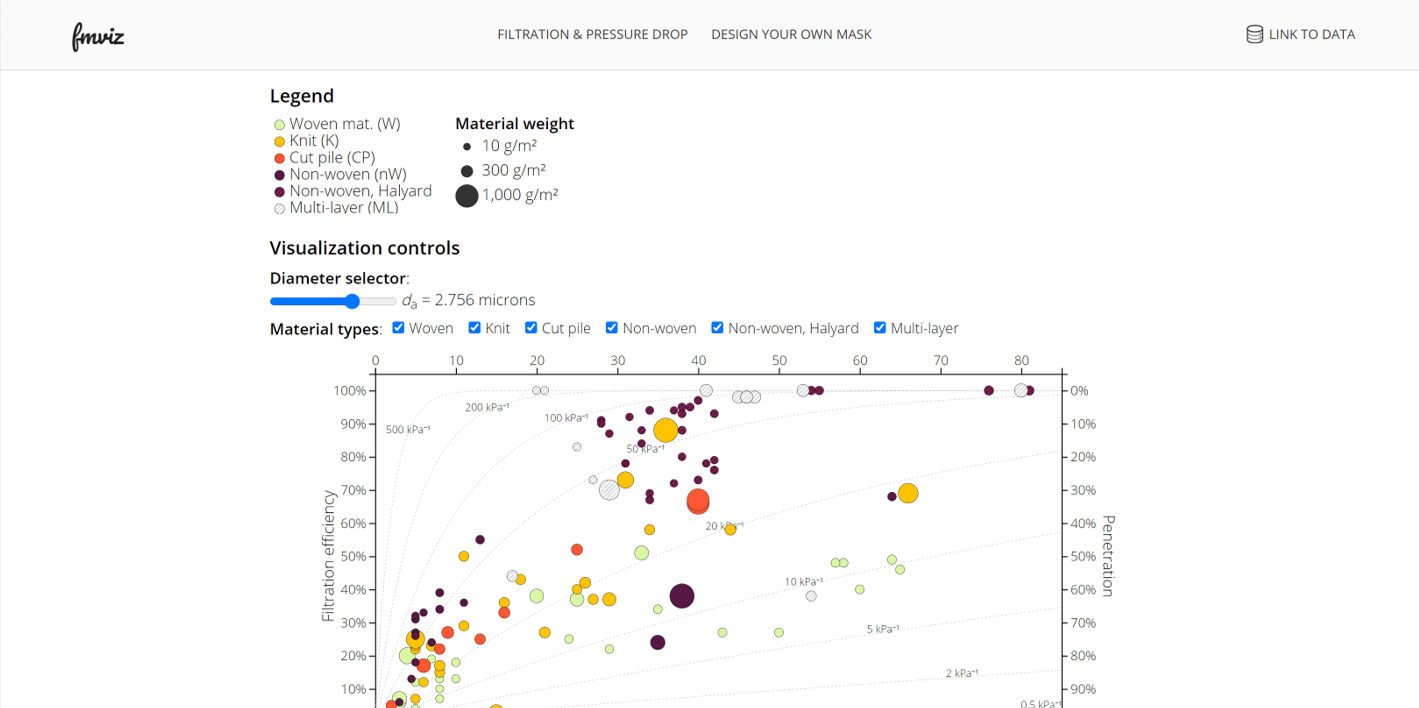 fmviz
FILTRATION & PRESSURE DROP
DESIGN YOUR OWN MASK
LINK TO DATA
Legend
Woven mat. (W)
Knit (K)
Cut pile (CP)
Non-woven (nW)
Non-woven, Halyard
Multi-layer (ML)
Material weight
10 g/m²
300 g/m²
1,000 g/m²
Visualization controls
Diameter selector:
da = 2.756 microns
Material types: Woven Knit Cut pile Non-woven Non-woven, Halyard Multi-layer
0 10 20 30 40 50 60 70 80
100% 0%
200 kPa⁻¹
100 kPa⁻¹
500 kPa⁻¹
90% 10%
50 kPa⁻¹
80% 20%
70% 30%
20 kPa⁻¹
60% 40%
50% 50%
10 kPa⁻¹
40% 60%
30% 70%
5 kPa⁻¹
20% 80%
2 kPa⁻¹
10% 90%
0.5 kPa⁻¹
Filtration efficiency
Penetration